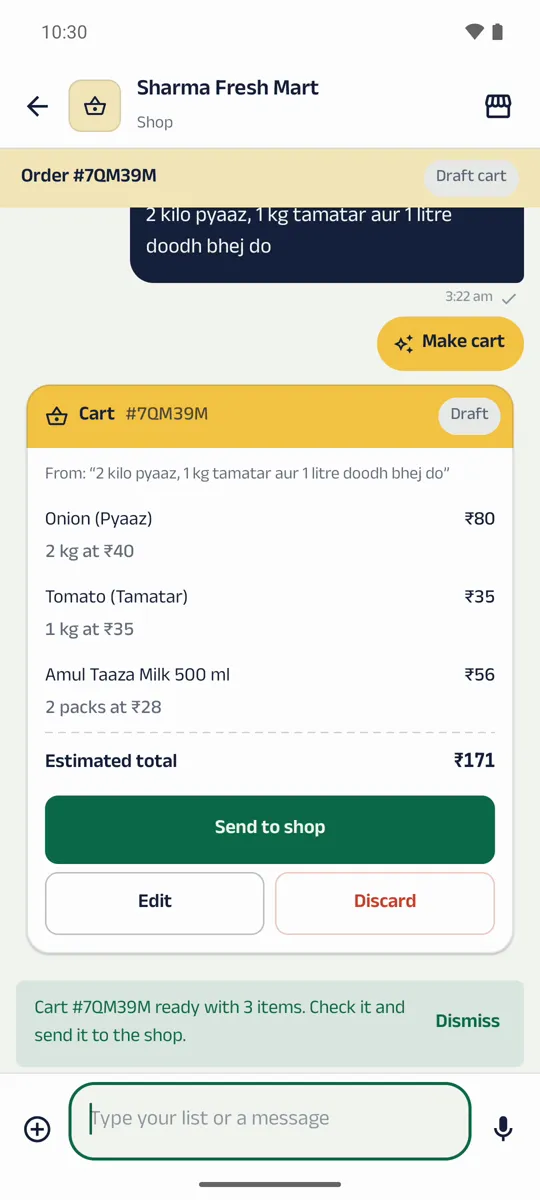 10:30
Sharma Fresh Mart
Shop
Order #7QM39M
Draft cart
2 kilo pyaaz, 1 kg tamatar aur 1 litre
doodh bhej do
3:22 am
Make cart
Cart #7QM39M
Draft
From: “2 kilo pyaaz, 1 kg tamatar aur 1 litre doodh bhej do”
Onion (Pyaaz) ₹80
2 kg at ₹40
Tomato (Tamatar) ₹35
1 kg at ₹35
Amul Taaza Milk 500 ml ₹56
2 packs at ₹28
Estimated total ₹171
Send to shop
Edit
Discard
Cart #7QM39M ready with 3 items. Check it and
send it to the shop.
Dismiss
Type your list or a message